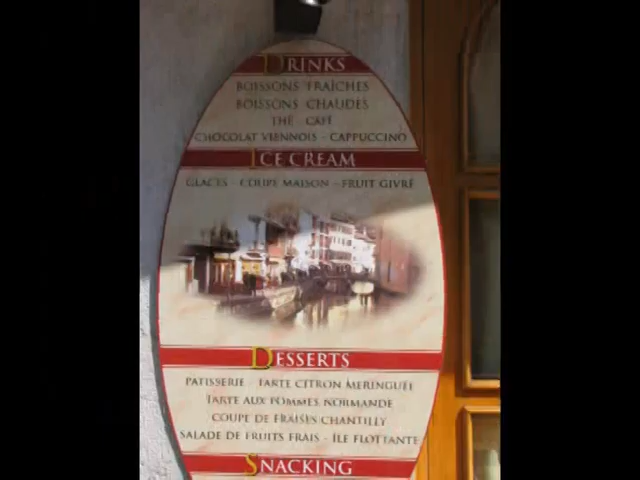 DRINKS
BOISSONS FRAÎCHES
BOISSONS CHAUDES
THÉ CAFÉ
CHOCOLAT VIENNOIS - CAPPUCCINO
ICE CREAM
GLACES - COUPE MAISON - FRUIT GIVRÉ
DESSERTS
PATISSERIE - TARTE CITRON MERINGUÉE
TARTE AUX POMMES NORMANDE
COUPE DE FRAISES CHANTILLY
SALADE DE FRUITS FRAIS - ÎLE FLOTTANTE
SNACKING